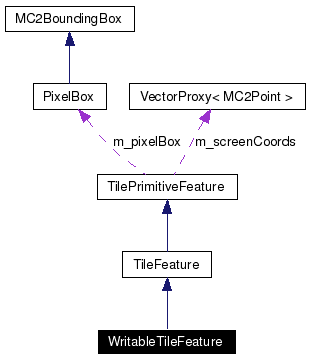 MC2BoundingBox
PixelBox
VectorProxy< MC2Point >
m_pixelBox
m_screenCoords
TilePrimitiveFeature
TileFeature
WritableTileFeature